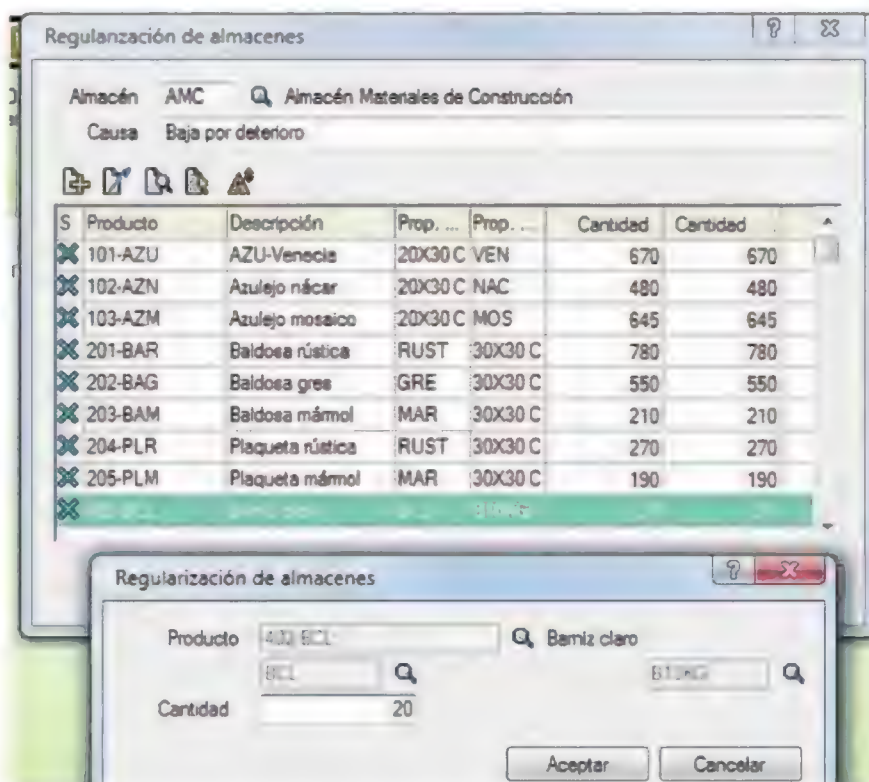 Regularización de almacenes
Almacén AMC Almacén Materiales de Construcción
Causa Baja por deterioro
S Producto Descripción Prop. ... Prop. ... Cantidad Cantidad
101-AZU AZU-Venecia 20X30 C VEN 670 670
102-AZN Azulejo nácar 20X30 C NAC 480 480
103-AZM Azulejo mosaico 20X30 C MOS 645 645
201-BAR Baldosa rústica RUST 30X30 C 780 780
202-BAG Baldosa gres GRE 30X30 C 550 550
203-BAM Baldosa mármol MAR 30X30 C 210 210
204-PLR Plaqueta rústica RUST 30X30 C 270 270
205-PLM Plaqueta mármol MAR 30X30 C 190 190
Regularización de almacenes
Producto Barniz claro
BCL
Cantidad 20
Aceptar Cancelar